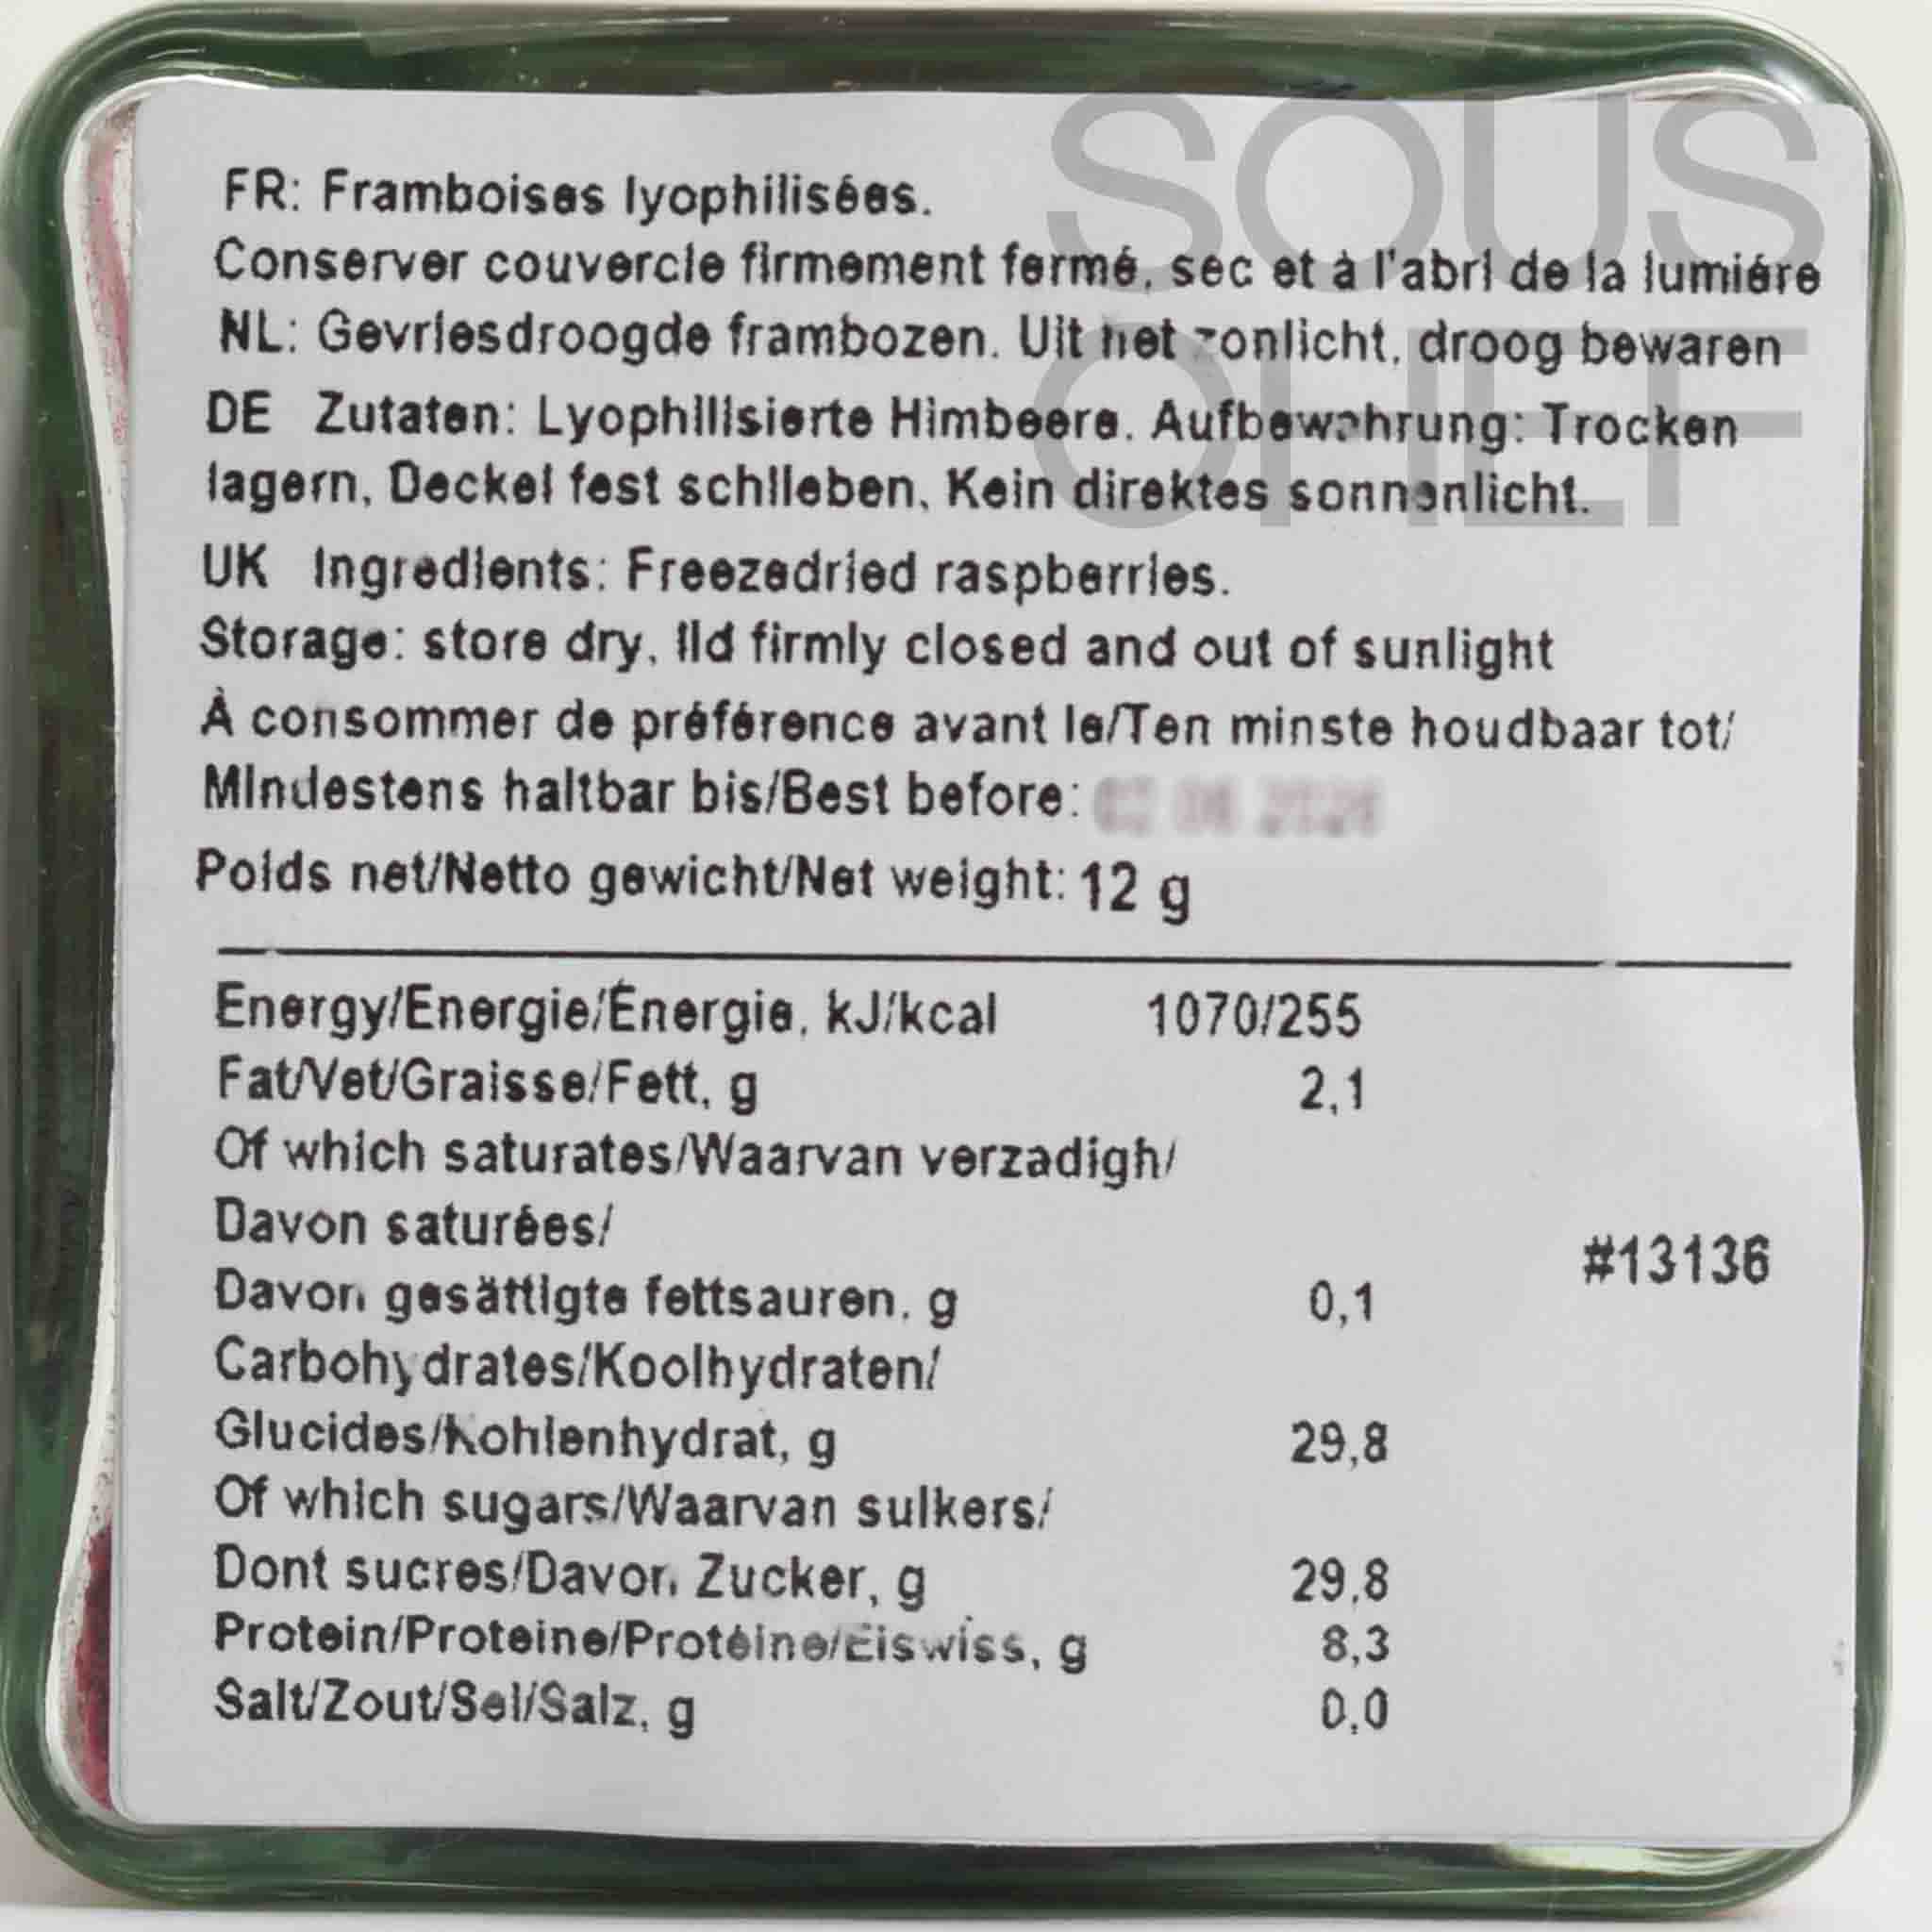 SOUS
CHEF
FR: Framboises lyophilisées.
Conserver couvercle firmement fermé, sec et à l'abri de la lumiére
NL: Gevriesdroogde frambozen. Uit het zonlicht, droog bewaren
DE Zutaten: Lyophilisierte Himbeere. Aufbewahrung: Trocken
lagern, Deckel fest schlieben, Kein direktes sonnenlicht.
UK Ingredients: Freezedried raspberries.
Storage: store dry, lid firmly closed and out of sunlight
À consommer de préférence avant le/Ten minste houdbaar tot/
Mindestens haltbar bis/Best before:
Poids net/Netto gewicht/Net weight: 12 g
Energy/Energie/Énergie, kJ/kcal 1070/255
Fat/Vet/Graisse/Fett, g 2,1
Of which saturates/Waarvan verzadigh/
Davon saturées/
Davon gesättigte fettsauren, g 0,1
#13136
Carbohydrates/Koolhydraten/
Glucides/Kohlenhydrat, g 29,8
Of which sugars/Waarvan sulkers/
Dont sucres/Davon Zucker, g 29,8
Protein/Proteine/Protéine/Eiswiss, g 8,3
Salt/Zout/Sel/Salz, g 0,0